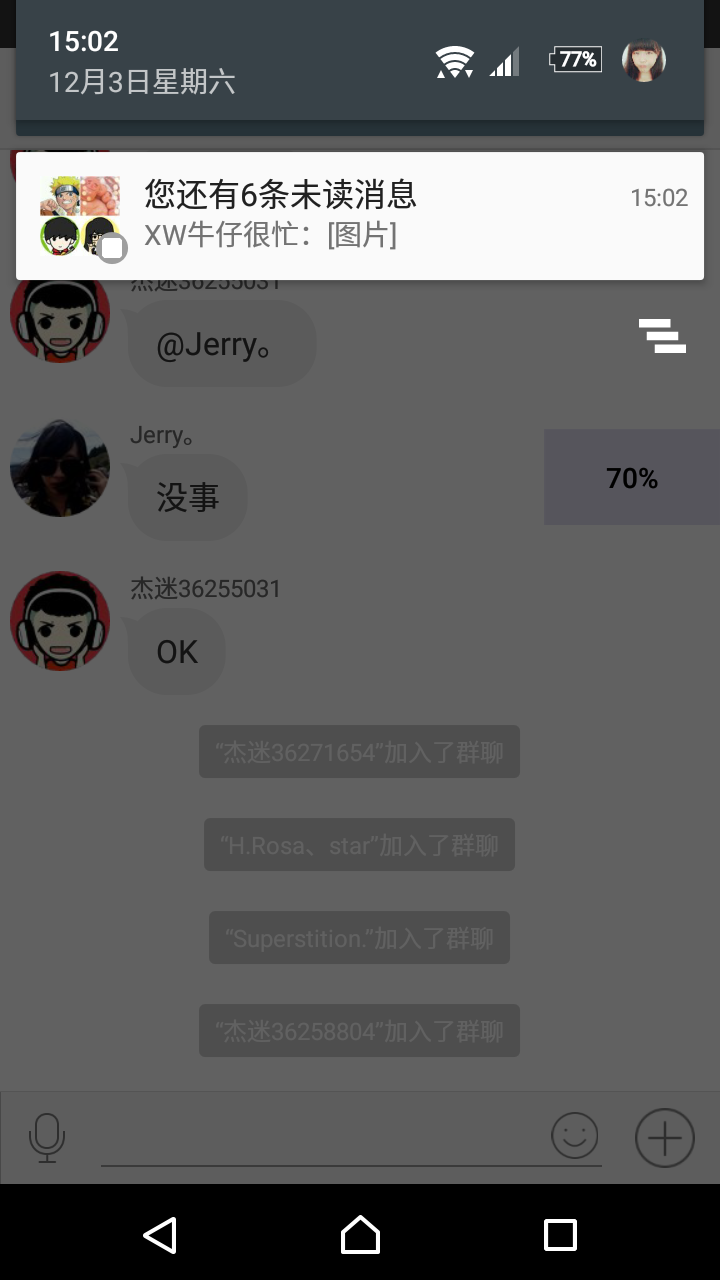 15:02
77%
12月3日星期六
您还有6条未读消息
15:02
XW牛仔很忙：[图片]
杰迷36255031
@Jerry。
Jerry。
没事
70%
杰迷36255031
OK
“杰迷36271654”加入了群聊
“H.Rosa、star”加入了群聊
“Superstition.”加入了群聊
“杰迷36258804”加入了群聊